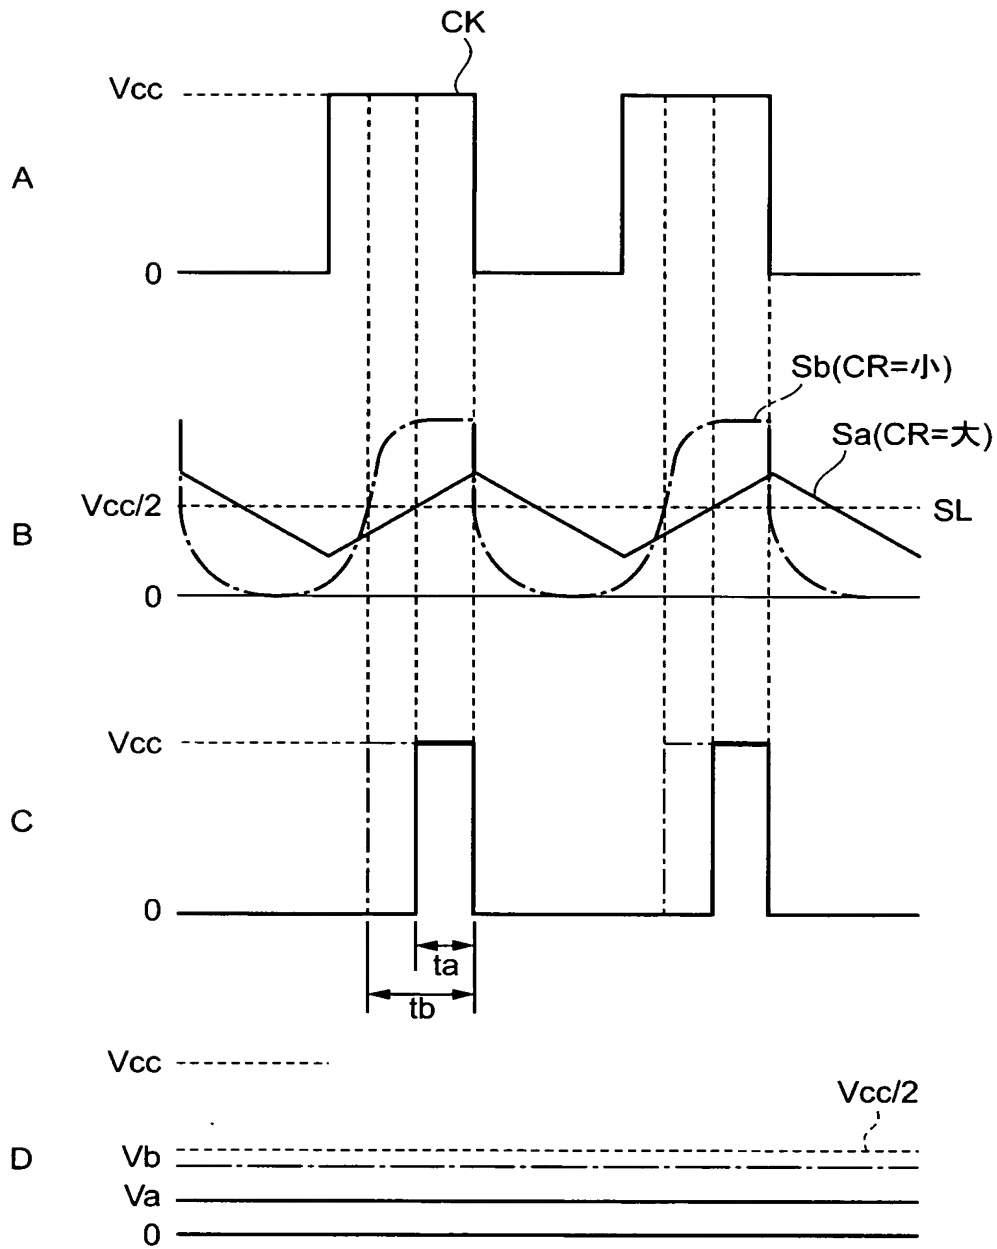 CK
Vcc
A
0
Sb(CR=小)
Sa(CR=大)
Vcc/2
SL
B
0
Vcc
C
0
ta
tb
Vcc
Vcc/2
D
Vb
Va
0